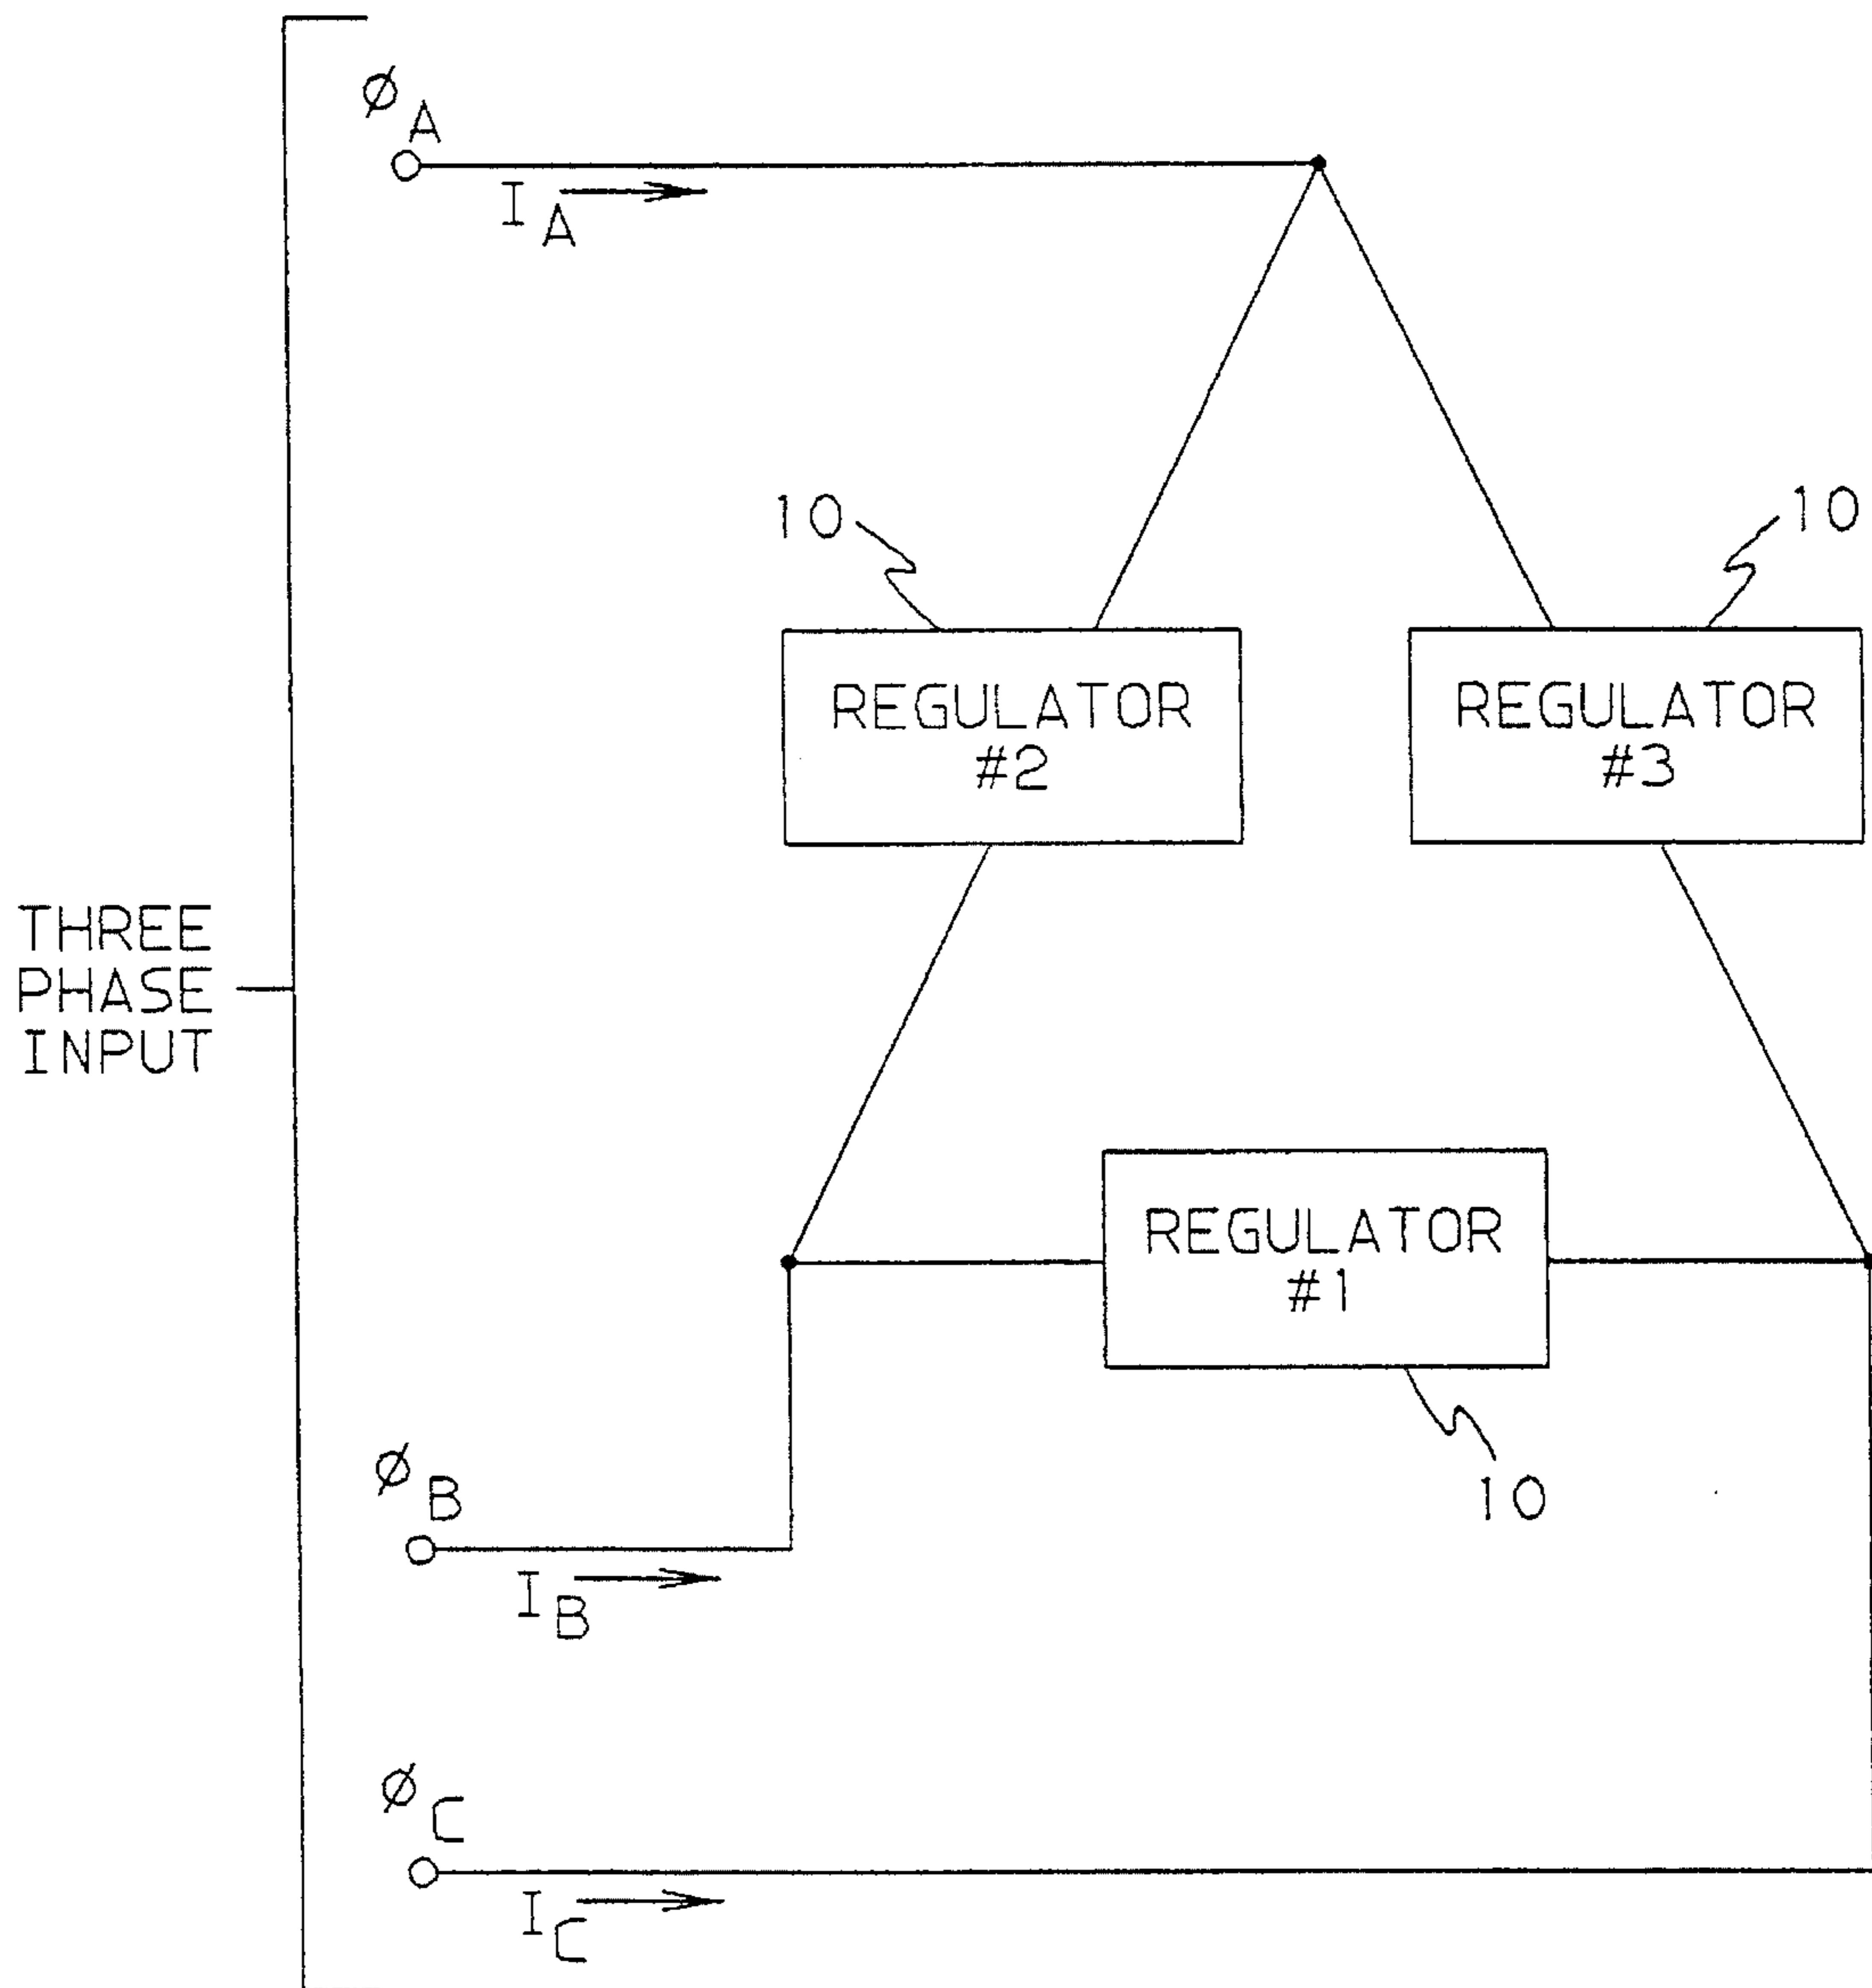 ØA
IA
10
10
REGULATOR
#2
REGULATOR
#3
THREE
PHASE
INPUT
REGULATOR
#1
10
ØB
IB
ØC
IC